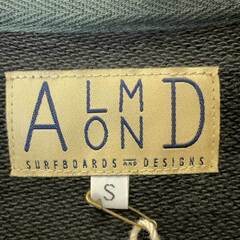 ALMOND
SURFBOARDS AND DESIGNS
S